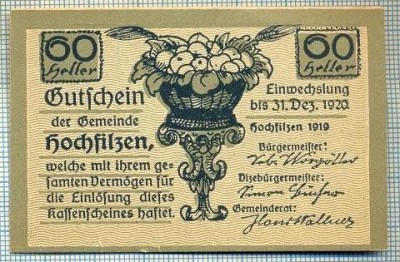 60
Heller
60
Heller
Gutschein
der Gemeinde
Hochfilzen,
welche mit ihrem ge=
samten Vermögen für
die Einlösung dieses
Kassenscheines haftet.
Einwechslung
bis 31. Dez. 1920.
Hochfilzen 1919
Bürgermeister:
Vizebürgermeister:
Simon
Gemeinderat: